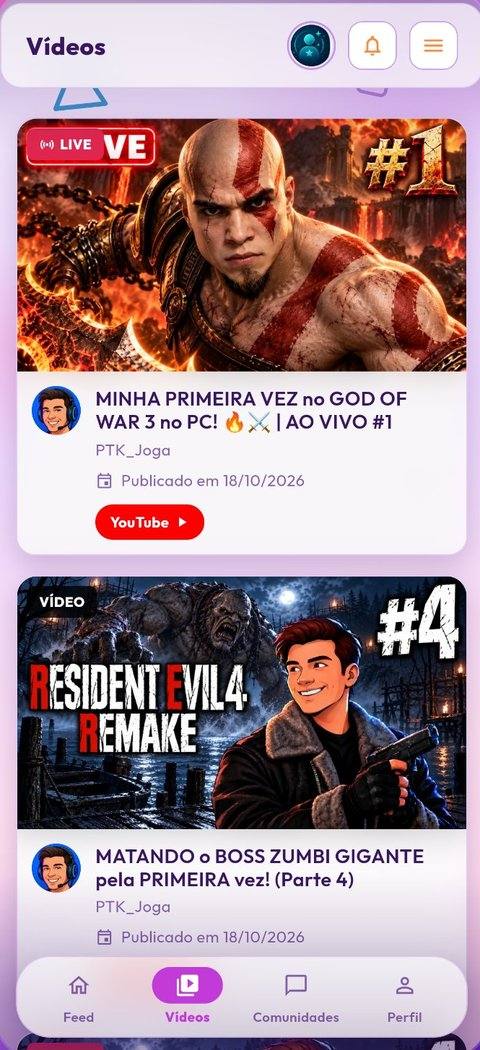 Vídeos
LIVE
VE
#1
MINHA PRIMEIRA VEZ no GOD OF
WAR 3 no PC! 🔥⚔️ | AO VIVO #1
PTK_Joga
Publicado em 18/10/2026
YouTube
VÍDEO
#4
RESIDENT EVIL 4
REMAKE
MATANDO o BOSS ZUMBI GIGANTE
pela PRIMEIRA vez! (Parte 4)
PTK_Joga
Publicado em 18/10/2026
Feed
Vídeos
Comunidades
Perfil